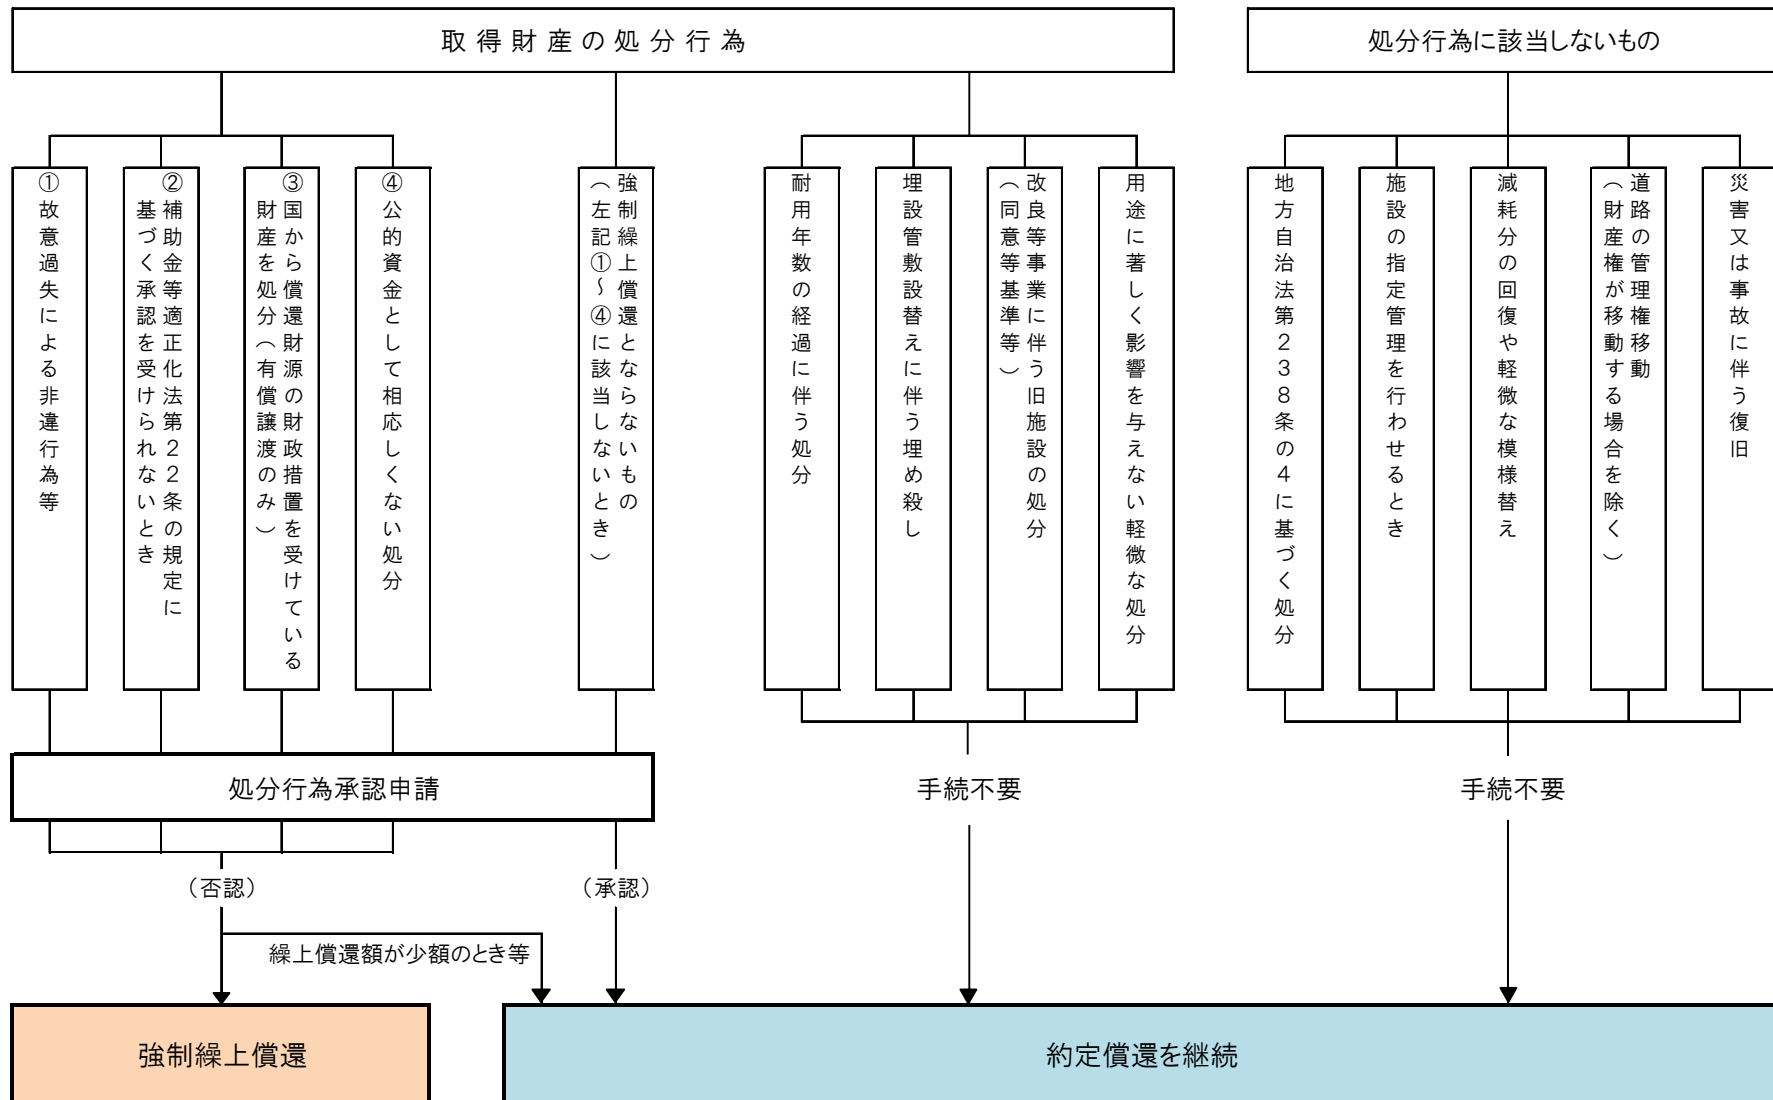 取得財産の処分行為
処分行為に該当しないもの
①故意過失による非違行為等
②補助金等適正化法第22条の規定に
基づく承認を受けられないとき
③国から償還財源の財政措置を受けている
財産を処分（有償譲渡のみ）
④公的資金として相応しくない処分
強制繰上償還とならないもの
（左記①～④に該当しないとき）
耐用年数の経過に伴う処分
埋設管敷設替えに伴う埋め殺し
改良等事業に伴う旧施設の処分
（同意等基準等）
用途に著しく影響を与えない軽微な処分
地方自治法第238条の4に基づく処分
施設の指定管理を行わせるとき
減耗分の回復や軽微な模様替え
道路の管理権移動
（財産権が移動する場合を除く）
災害又は事故に伴う復旧
処分行為承認申請
手続不要
手続不要
（否認）
（承認）
繰上償還額が少額のとき等
強制繰上償還
約定償還を継続